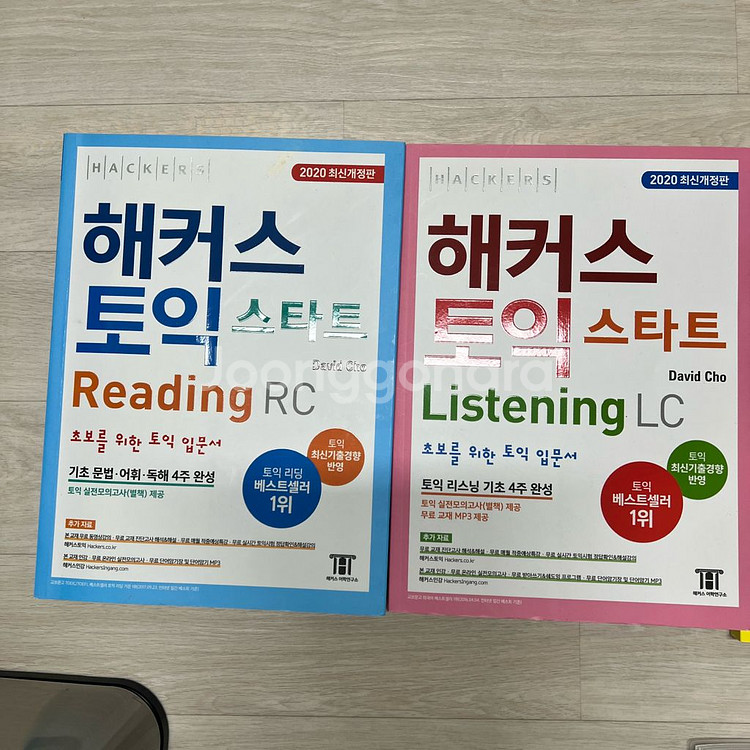 HACKERS
2020 최신개정판
해커스
토익 스타트
David Cho
Reading RC
초보를 위한 토익 입문서
토익
최신기출경향
반영
기초 문법·어휘·독해 4주 완성
토익 실전모의고사(별책) 제공
토익 리딩
베스트셀러
1위
추가 자료
해커스토익 Hackers.co.kr
해커스인강 HackersIngang.com
해커스 어학연구소
HACKERS
2020 최신개정판
해커스
토익 스타트
David Cho
Listening LC
초보를 위한 토익 입문서
토익
최신기출경향
반영
토익 리스닝 기초 4주 완성
토익 실전모의고사(별책) 제공
무료 교재 MP3 제공
토익
베스트셀러
1위
추가 자료
해커스토익 Hackers.co.kr
해커스인강 HackersIngang.com
해커스 어학연구소
Joonggonara